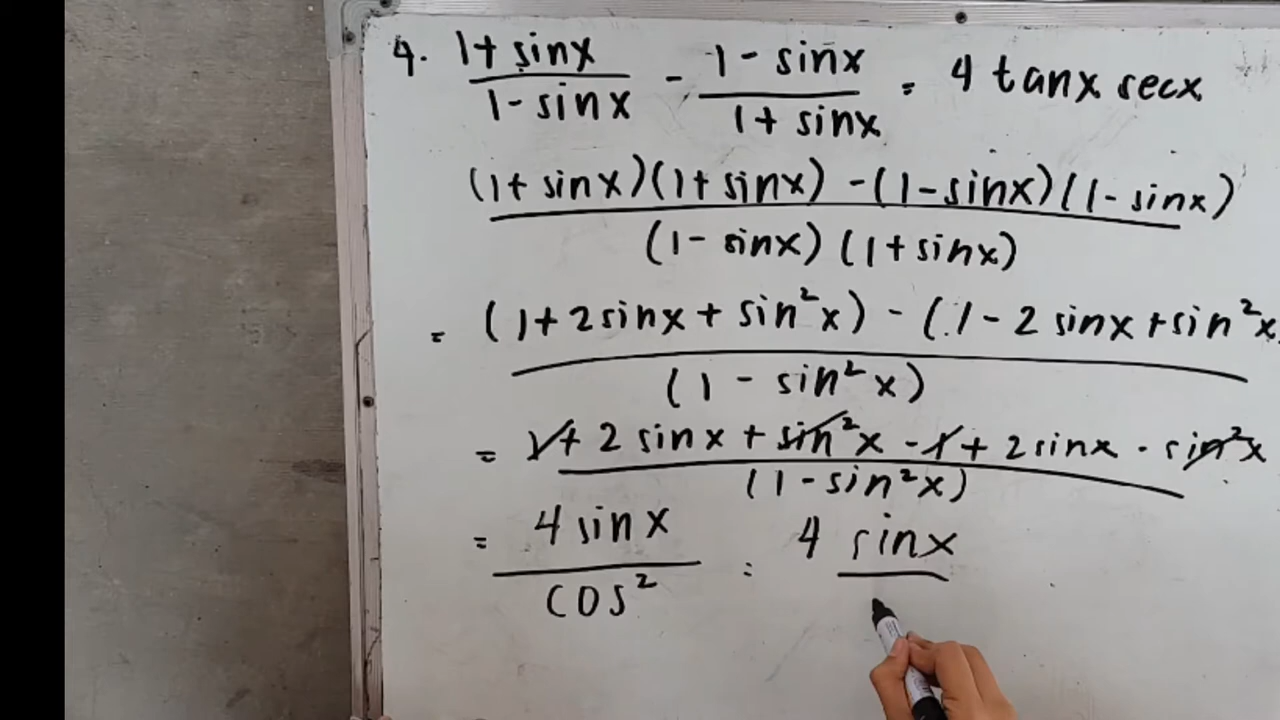 4. 1+ sinx / 1-sinx - 1-sinx / 1+ sinx = 4 tanx secx
(1+ sinx)(1+sinx) -(1-sinx)(1-sinx) / (1- sinx) (1+sinx)
= (1+2sinx+ sin²x) - (1-2 sinx+sin²x / (1 - sin²x)
= 1+ 2 sinx + sin²x -1+ 2sinx - sin²x / (1-sin²x)
= 4 sinx / cos² = 4 sinx